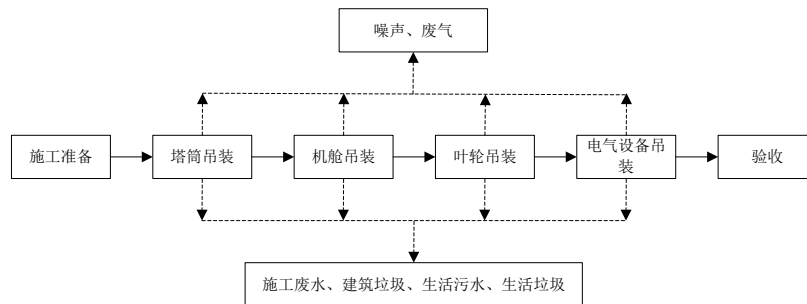 噪声、废气
施工准备
塔筒吊装
机舱吊装
叶轮吊装
电气设备吊
装
验收
施工废水、建筑垃圾、生活污水、生活垃圾